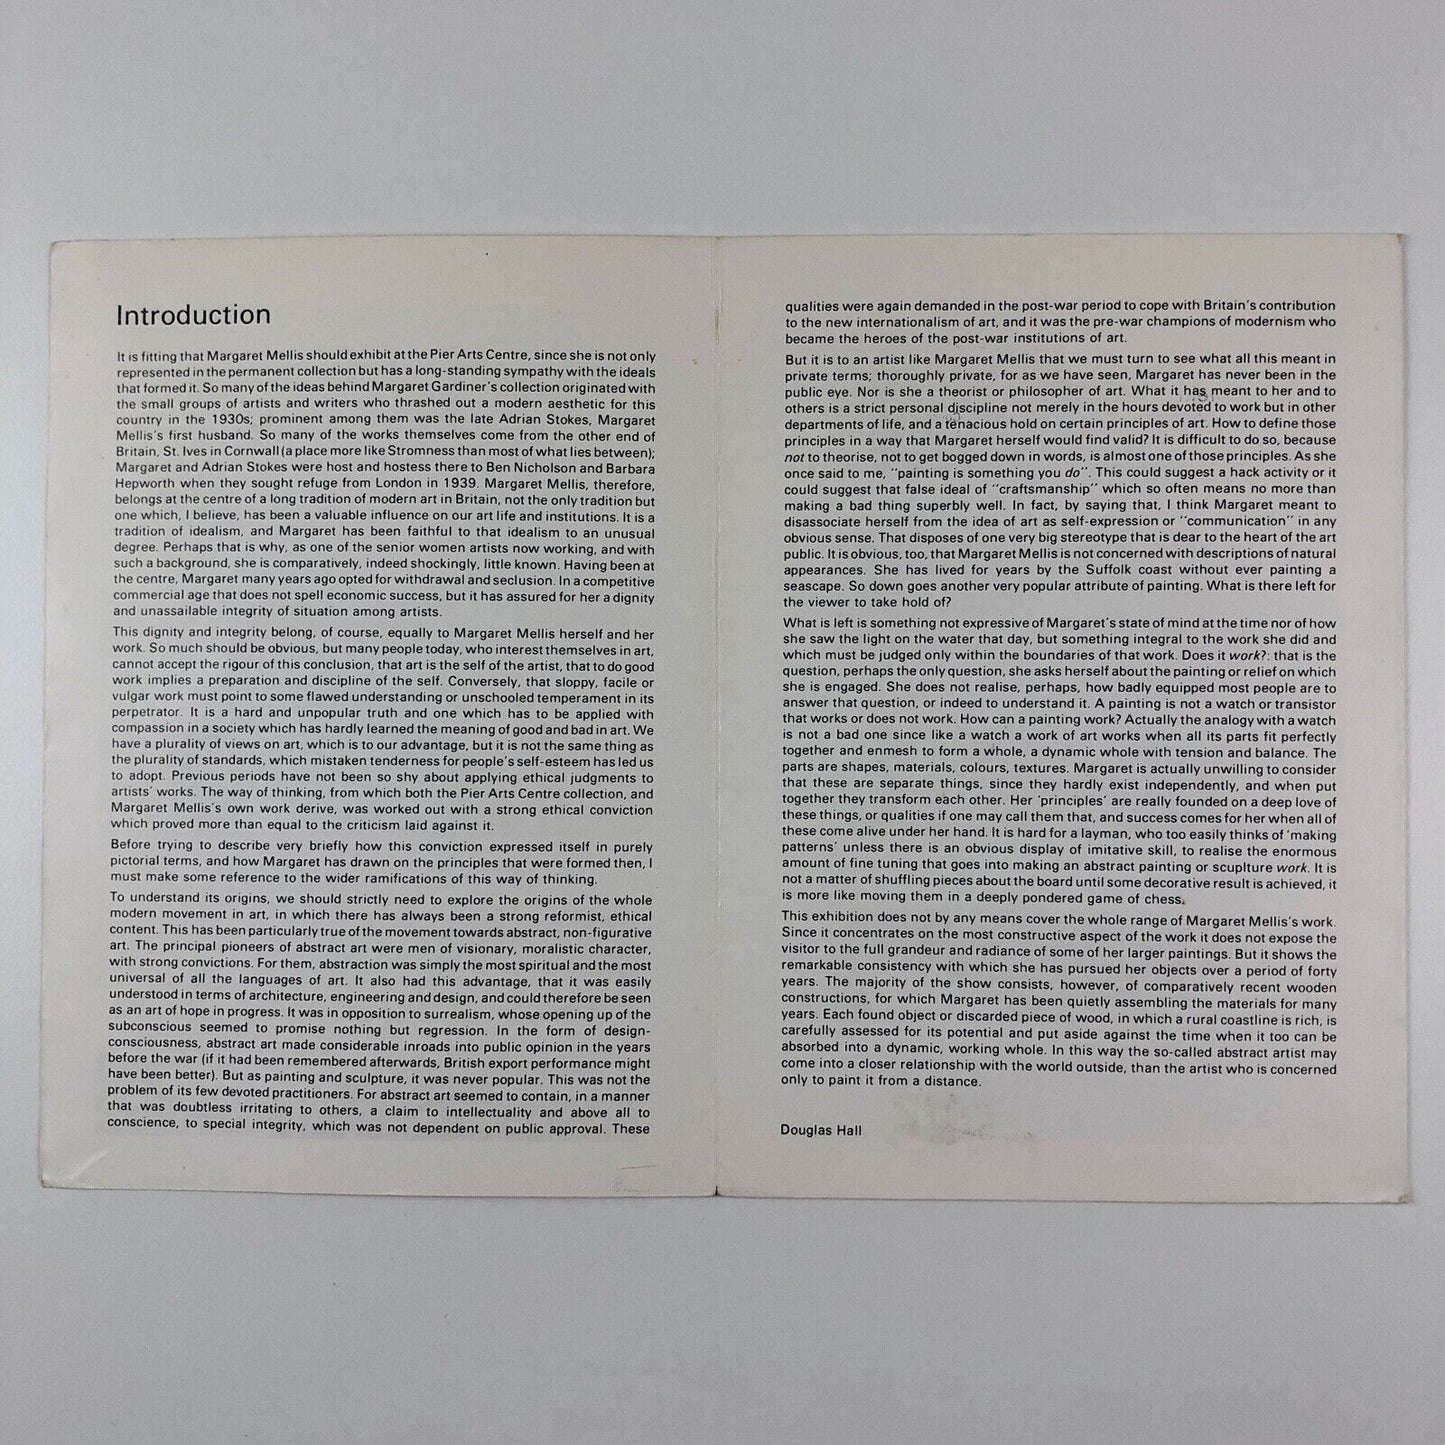 Introduction
It is fitting that Margaret Mellis should exhibit at the Pier Arts Centre, since she is not only
represented in the permanent collection but has a long-standing sympathy with the ideals
that formed it. So many of the ideas behind Margaret Gardiner's collection originated with
the small groups of artists and writers who thrashed out a modern aesthetic for this
country in the 1930s; prominent among them was the late Adrian Stokes, Margaret
Mellis's first husband. So many of the works themselves come from the other end of
Britain, St. Ives in Cornwall (a place more like Stromness than most of what lies between);
Margaret and Adrian Stokes were host and hostess there to Ben Nicholson and Barbara
Hepworth when they sought refuge from London in 1939. Margaret Mellis, therefore,
belongs at the centre of a long tradition of modern art in Britain, not the only tradition but
one which, I believe, has been a valuable influence on our art life and institutions. It is a
tradition of idealism, and Margaret has been faithful to that idealism to an unusual
degree. Perhaps that is why, as one of the senior women artists now working, and with
such a background, she is comparatively, indeed shockingly, little known. Having been at
the centre, Margaret many years ago opted for withdrawal and seclusion. In a competitive
commercial age that does not spell economic success, but it has assured for her a dignity
and unassailable integrity of situation among artists.
This dignity and integrity belong, of course, equally to Margaret Mellis herself and her
work. So much should be obvious, but many people today, who interest themselves in art,
cannot accept the rigour of this conclusion, that art is the self of the artist, that to do good
work implies a preparation and discipline of the self. Conversely, that sloppy, facile or
vulgar work must point to some flawed understanding or unschooled temperament in its
perpetrator. It is a hard and unpopular truth and one which has to be applied with
compassion in a society which has hardly learned the meaning of good and bad in art. We
have a plurality of views on art, which is to our advantage, but it is not the same thing as
the plurality of standards, which mistaken tenderness for people's self-esteem has led us
to adopt. Previous periods have not been so shy about applying ethical judgments to
artists' works. The way of thinking, from which both the Pier Arts Centre collection, and
Margaret Mellis's own work derive, was worked out with a strong ethical conviction
which proved more than equal to the criticism laid against it.
Before trying to describe very briefly how this conviction expressed itself in purely
pictorial terms, and how Margaret has drawn on the principles that were formed then, I
must make some reference to the wider ramifications of this way of thinking.
To understand its origins, we should strictly need to explore the origins of the whole
modern movement in art, in which there has always been a strong reformist, ethical
content. This has been particularly true of the movement towards abstract, non-figurative
art. The principal pioneers of abstract art were men of visionary, moralistic character,
with strong convictions. For them, abstraction was simply the most spiritual and the most
universal of all the languages of art. It also had this advantage, that it was easily
understood in terms of architecture, engineering and design, and could therefore be seen
as an art of hope in progress. It was in opposition to surrealism, whose opening up of the
subconscious seemed to promise nothing but regression. In the form of design-
consciousness, abstract art made considerable inroads into public opinion in the years
before the war (if it had been remembered afterwards, British export performance might
have been better). But as painting and sculpture, it was never popular. This was not the
problem of its few devoted practitioners. For abstract art seemed to contain, in a manner
that was doubtless irritating to others, a claim to intellectuality and above all to
conscience, to special integrity, which was not dependent on public approval. These
qualities were again demanded in the post-war period to cope with Britain's contribution
to the new internationalism of art, and it was the pre-war champions of modernism who
became the heroes of the post-war institutions of art.
But it is to an artist like Margaret Mellis that we must turn to see what all this meant in
private terms; thoroughly private, for as we have seen, Margaret has never been in the
public eye. Nor is she a theorist or philosopher of art. What it has meant to her and to
others is a strict personal discipline not merely in the hours devoted to work but in other
departments of life, and a tenacious hold on certain principles of art. How to define those
principles in a way that Margaret herself would find valid? It is difficult to do so, because
not to theorise, not to get bogged down in words, is almost one of those principles. As she
once said to me, "painting is something you do". This could suggest a hack activity or it
could suggest that false ideal of "craftsmanship" which so often means no more than
making a bad thing superbly well. In fact, by saying that, I think Margaret meant to
disassociate herself from the idea of art as self-expression or "communication" in any
obvious sense. That disposes of one very big stereotype that is dear to the heart of the art
public. It is obvious, too, that Margaret Mellis is not concerned with descriptions of natural
appearances. She has lived for years by the Suffolk coast without ever painting a
seascape. So down goes another very popular attribute of painting. What is there left for
the viewer to take hold of?
What is left is something not expressive of Margaret's state of mind at the time nor of how
she saw the light on the water that day, but something integral to the work she did and
which must be judged only within the boundaries of that work. Does it work?: that is the
question, perhaps the only question, she asks herself about the painting or relief on which
she is engaged. She does not realise, perhaps, how badly equipped most people are to
answer that question, or indeed to understand it. A painting is not a watch or transistor
that works or does not work. How can a painting work? Actually the analogy with a watch
is not a bad one since like a watch a work of art works when all its parts fit perfectly
together and enmesh to form a whole, a dynamic whole with tension and balance. The
parts are shapes, materials, colours, textures. Margaret is actually unwilling to consider
that these are separate things, since they hardly exist independently, and when put
together they transform each other. Her 'principles' are really founded on a deep love of
these things, or qualities if one may call them that, and success comes for her when all of
these come alive under her hand. It is hard for a layman, who too easily thinks of 'making
patterns' unless there is an obvious display of imitative skill, to realise the enormous
amount of fine tuning that goes into making an abstract painting or scuplture work. It is
not a matter of shuffling pieces about the board until some decorative result is achieved, it
is more like moving them in a deeply pondered game of chess.
This exhibition does not by any means cover the whole range of Margaret Mellis's work.
Since it concentrates on the most constructive aspect of the work it does not expose the
visitor to the full grandeur and radiance of some of her larger paintings. But it shows the
remarkable consistency with which she has pursued her objects over a period of forty
years. The majority of the show consists, however, of comparatively recent wooden
constructions, for which Margaret has been quietly assembling the materials for many
years. Each found object or discarded piece of wood, in which a rural coastline is rich, is
carefully assessed for its potential and put aside against the time when it too can be
absorbed into a dynamic, working whole. In this way the so-called abstract artist may
come into a closer relationship with the world outside, than the artist who is concerned
only to paint it from a distance.
Douglas Hall